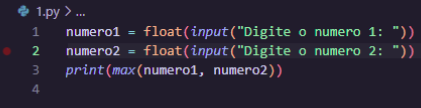 1.py > ...
1 numero1 = float(input("Digite o numero 1: "))
2 numero2 = float(input("Digite o numero 2: "))
3 print(max(numero1, numero2))
4